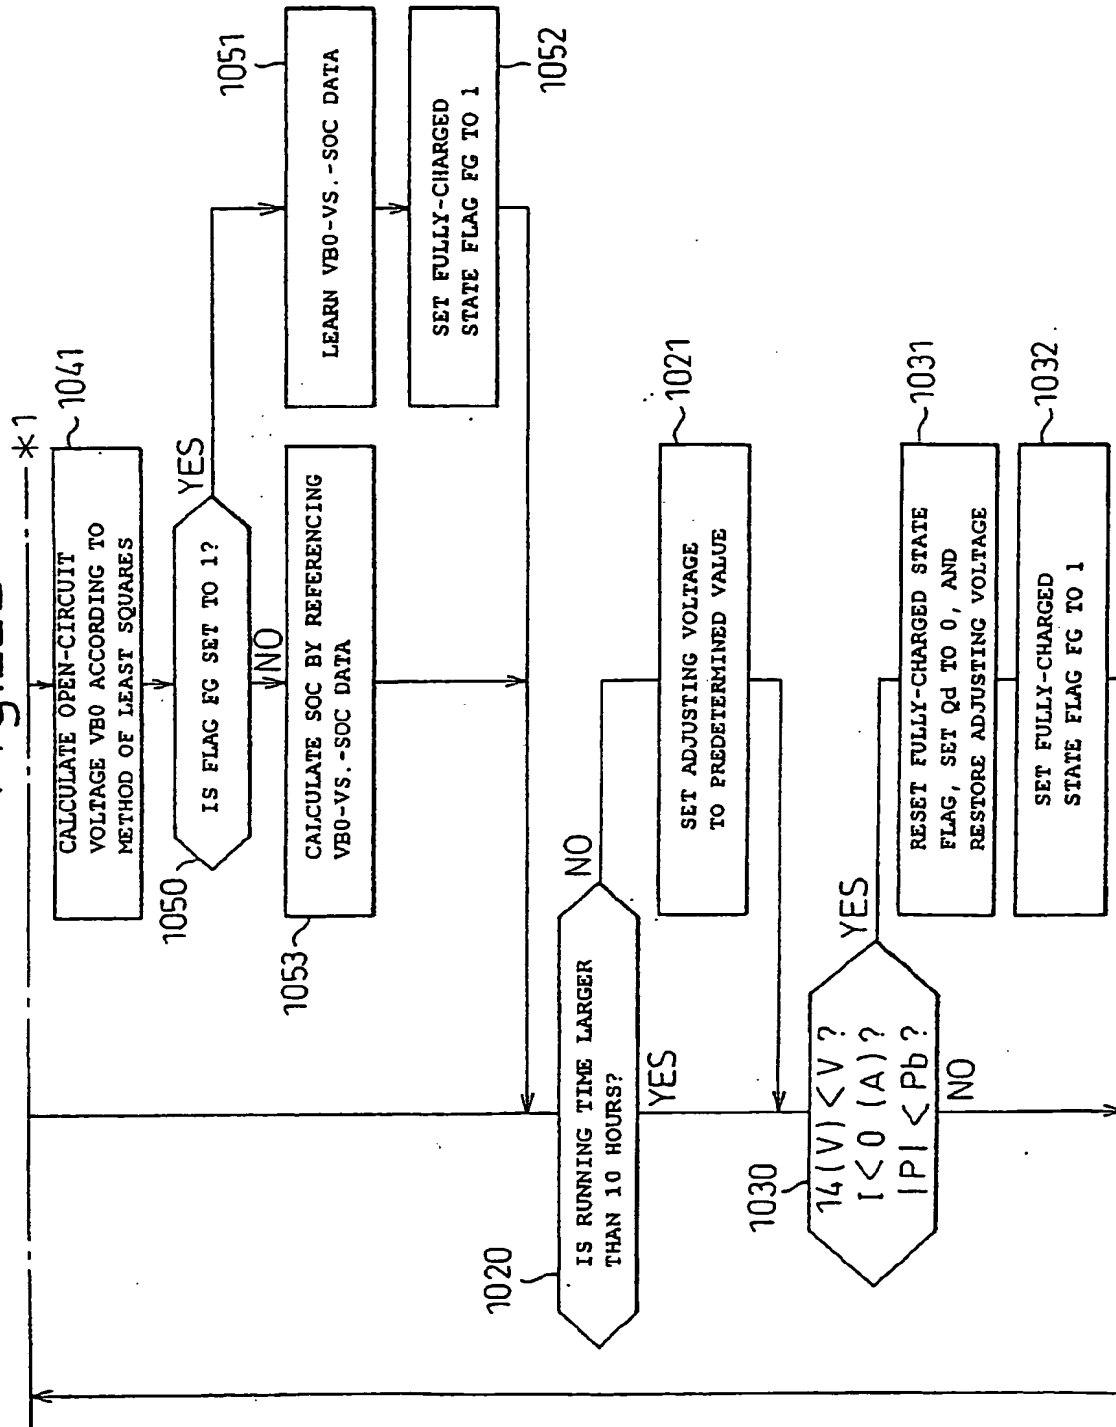 *1
CALCULATE OPEN-CIRCUIT
VOLTAGE VB0 ACCORDING TO
METHOD OF LEAST SQUARES
1041
IS FLAG FG SET TO 1?
1050
YES
NO
LEARN VB0-VS.-SOC DATA
1051
SET FULLY-CHARGED
STATE FLAG FG TO 1
1052
CALCULATE SOC BY REFERENCING
VB0-VS.-SOC DATA
1053
IS RUNNING TIME LARGER
THAN 10 HOURS?
1020
NO
YES
SET ADJUSTING VOLTAGE
TO PREDETERMINED VALUE
1021
14(V) < V ?
I < 0 (A) ?
|P| < Pb ?
1030
YES
NO
RESET FULLY-CHARGED STATE
FLAG, SET Qd TO 0, AND
RESTORE ADJUSTING VOLTAGE
1031
SET FULLY-CHARGED
STATE FLAG FG TO 1
1032